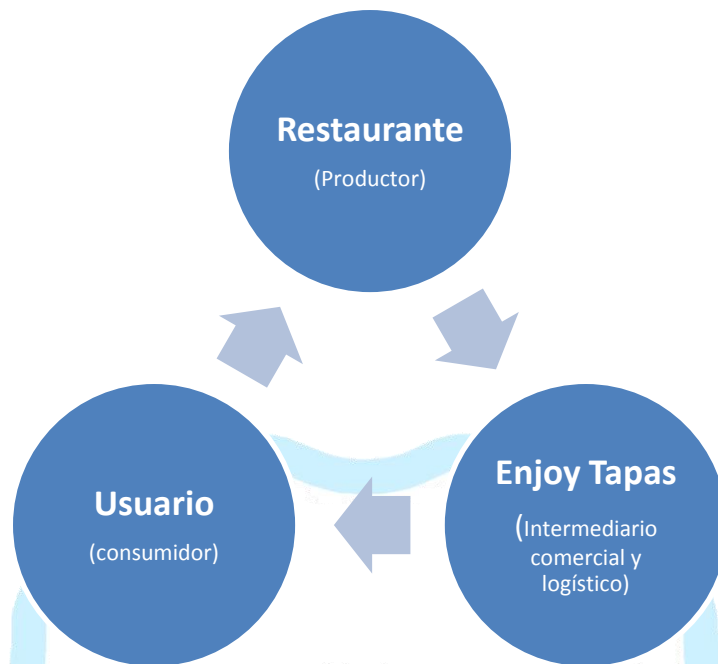 Restaurante
(Productor)
Usuario
(consumidor)
Enjoy Tapas
(Intermediario
comercial y
logístico)